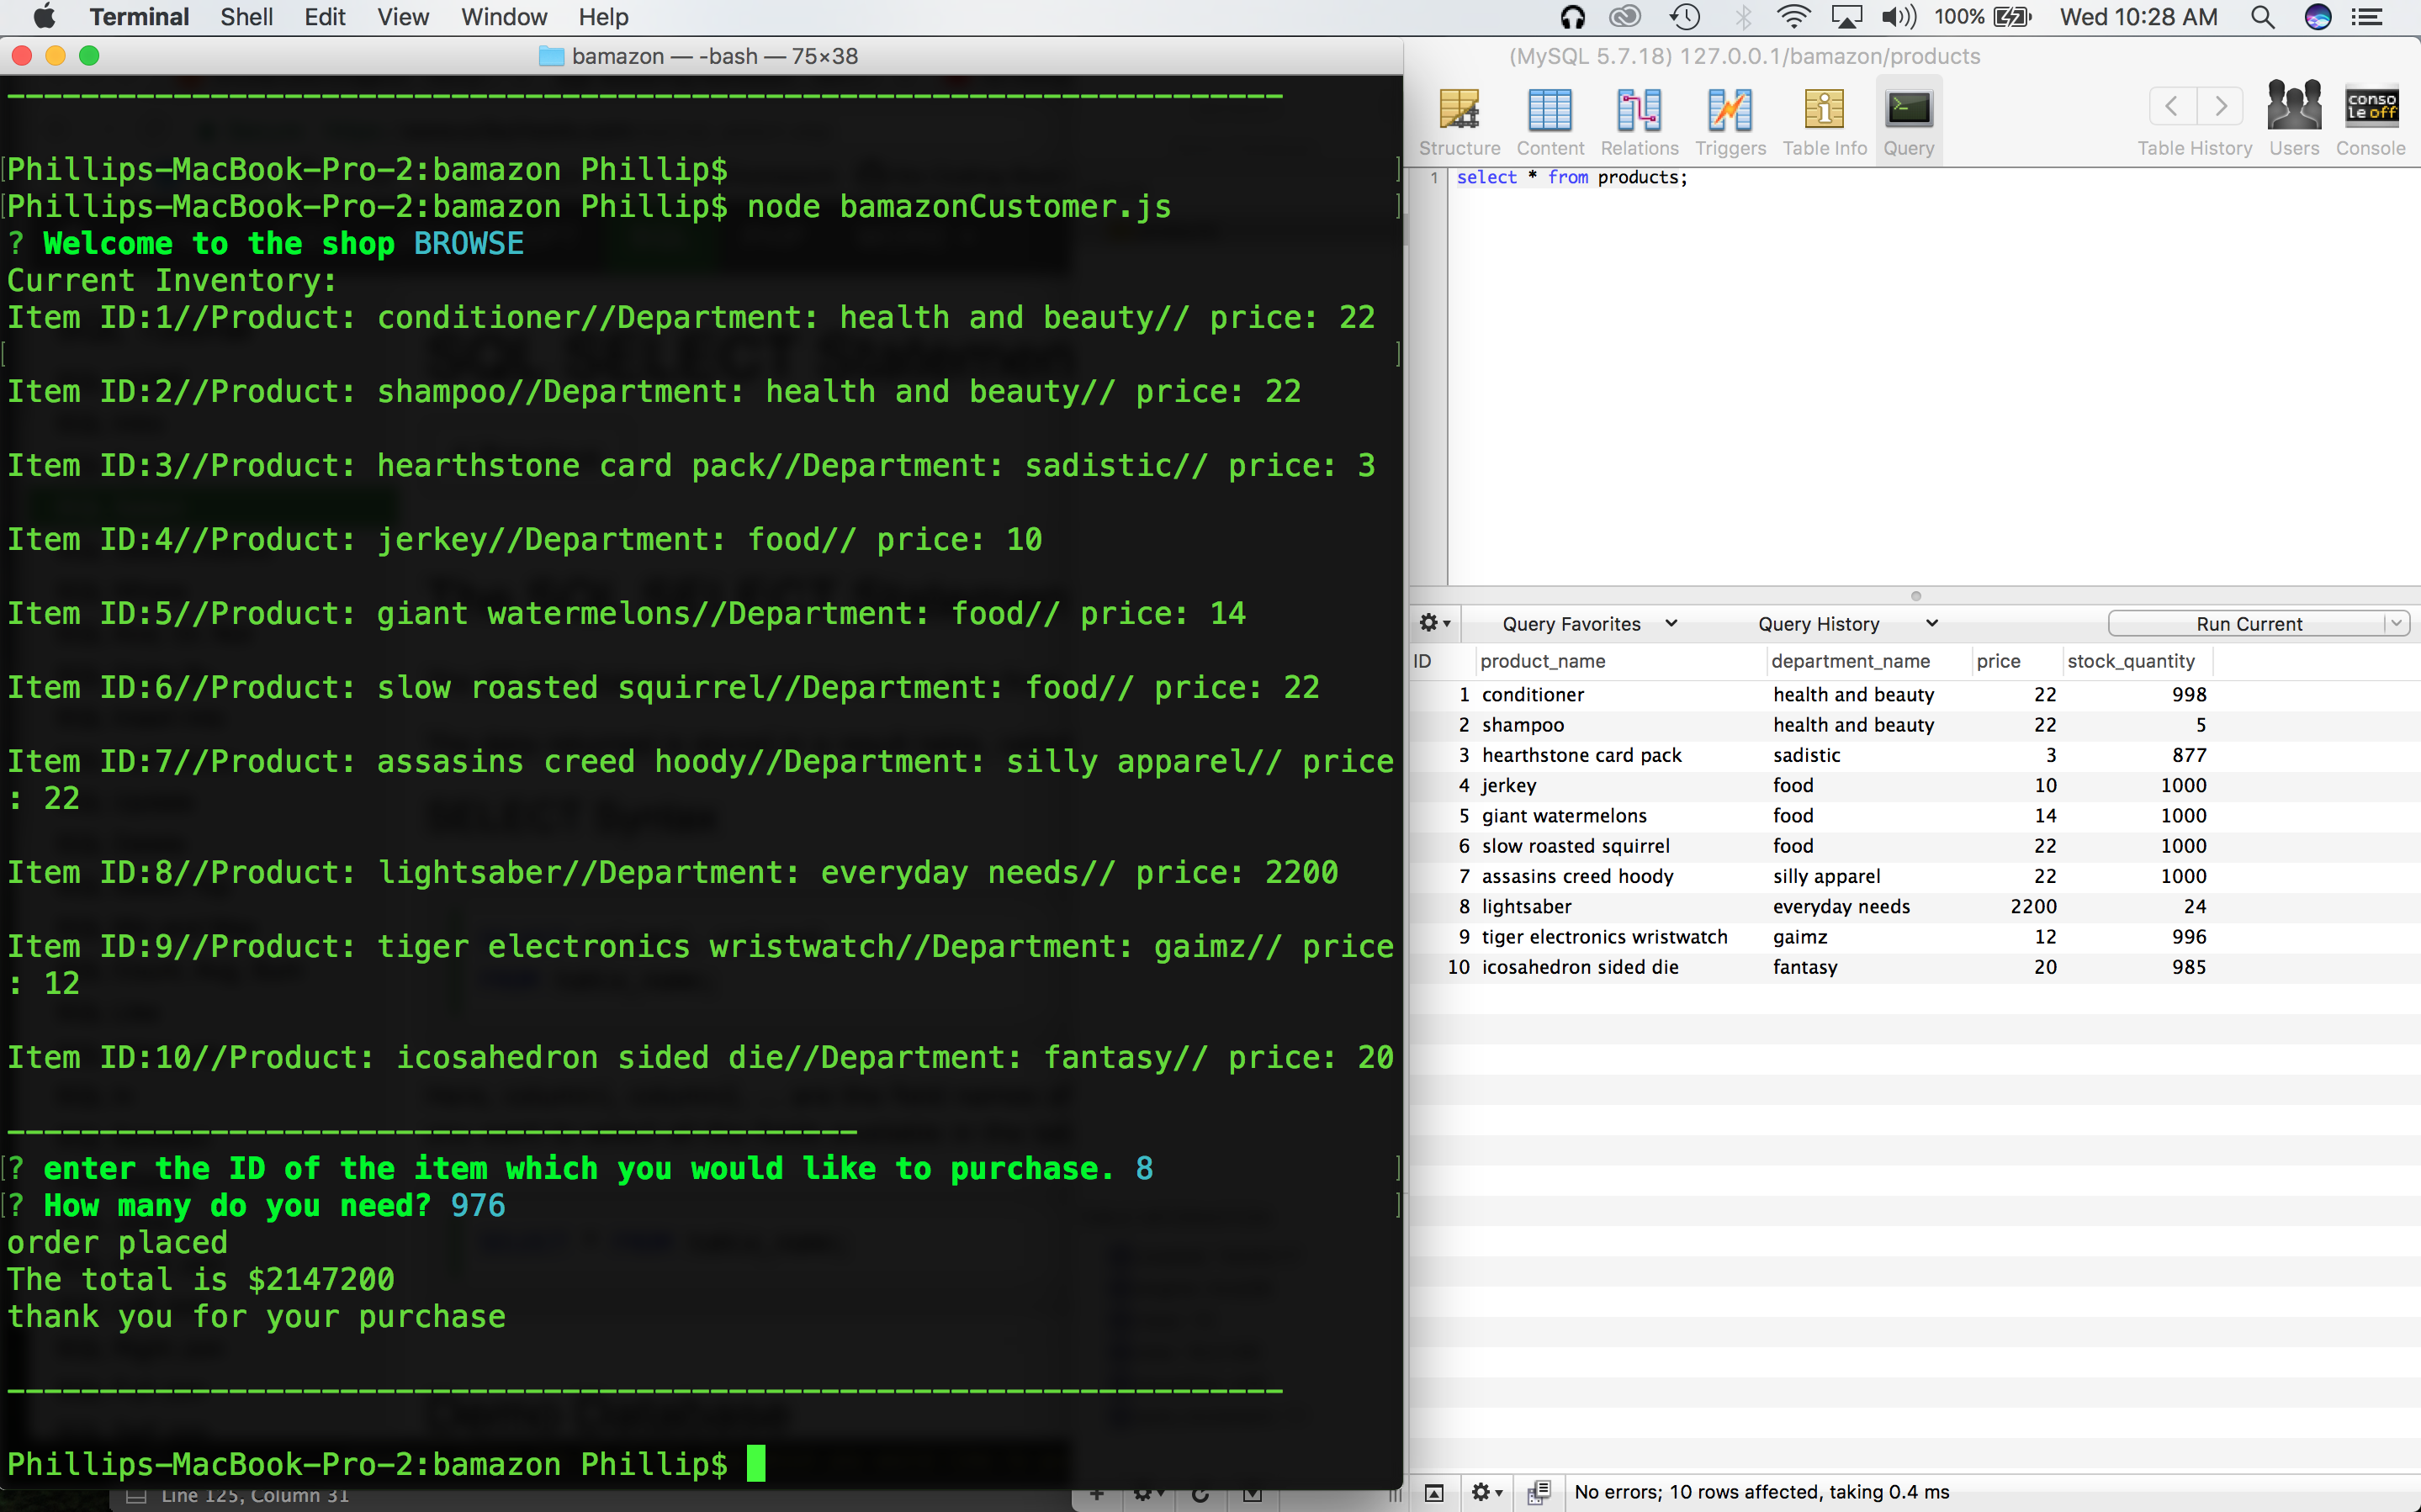 Terminal Shell Edit View Window Help 100% Wed 10:28 AM
bamazon — -bash — 75×38
Phillips-MacBook-Pro-2:bamazon Phillip$
Phillips-MacBook-Pro-2:bamazon Phillip$ node bamazonCustomer.js
? Welcome to the shop BROWSE
Current Inventory:
Item ID:1//Product: conditioner//Department: health and beauty// price: 22
Item ID:2//Product: shampoo//Department: health and beauty// price: 22
Item ID:3//Product: hearthstone card pack//Department: sadistic// price: 3
Item ID:4//Product: jerkey//Department: food// price: 10
Item ID:5//Product: giant watermelons//Department: food// price: 14
Item ID:6//Product: slow roasted squirrel//Department: food// price: 22
Item ID:7//Product: assasins creed hoody//Department: silly apparel// price
: 22
Item ID:8//Product: lightsaber//Department: everyday needs// price: 2200
Item ID:9//Product: tiger electronics wristwatch//Department: gaimz// price
: 12
Item ID:10//Product: icosahedron sided die//Department: fantasy// price: 20
? enter the ID of the item which you would like to purchase. 8
? How many do you need? 976
order placed
The total is $2147200
thank you for your purchase
Phillips-MacBook-Pro-2:bamazon Phillip$
Line 125, Column 31
(MySQL 5.7.18) 127.0.0.1/bamazon/products
conso
le off
Structure Content Relations Triggers Table Info Query Table History Users Console
1 select * from products;
Query Favorites Query History Run Current
ID product_name department_name price stock_quantity
1 conditioner health and beauty 22 998
2 shampoo health and beauty 22 5
3 hearthstone card pack sadistic 3 877
4 jerkey food 10 1000
5 giant watermelons food 14 1000
6 slow roasted squirrel food 22 1000
7 assasins creed hoody silly apparel 22 1000
8 lightsaber everyday needs 2200 24
9 tiger electronics wristwatch gaimz 12 996
10 icosahedron sided die fantasy 20 985
No errors; 10 rows affected, taking 0.4 ms